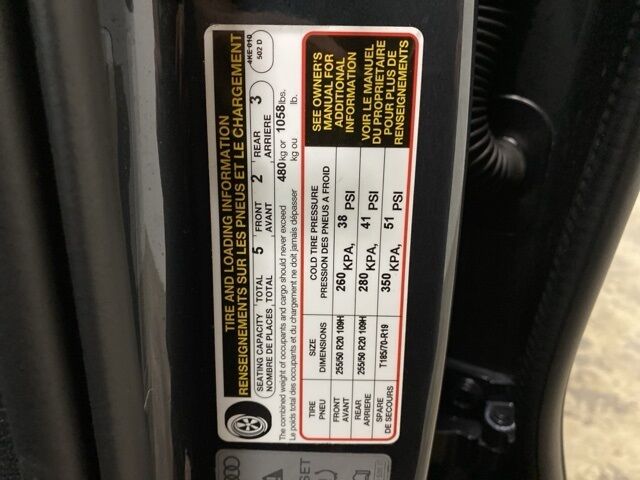 TIRE AND LOADING INFORMATION
RENSEIGNEMENTS SUR LES PNEUS ET LE CHARGEMENT
4KE 010
502 D
SEATING CAPACITY TOTAL 5 FRONT 2 REAR 3
NOMBRE DE PLACES TOTAL AVANT ARRIÈRE
The combined weight of occupants and cargo should never exceed 480 kg or 1058 lbs.
Le poids total des occupants et du chargement ne doit jamais dépasser kg ou lb.
TIRE SIZE COLD TIRE PRESSURE
PNEU DIMENSIONS PRESSION DES PNEUS A FROID
FRONT
AVANT 255/50 R20 109H 260 KPA, 38 PSI
REAR
ARRIERE 255/50 R20 109H 280 KPA, 41 PSI
SPARE
DE SECOURS T185/70-R19 350 KPA, 51 PSI
SEE OWNER'S
MANUAL FOR
ADDITIONAL
INFORMATION
VOIR LE MANUEL
DU PROPRIETAIRE
POUR PLUS DE
RENSEIGNEMENTS
SET